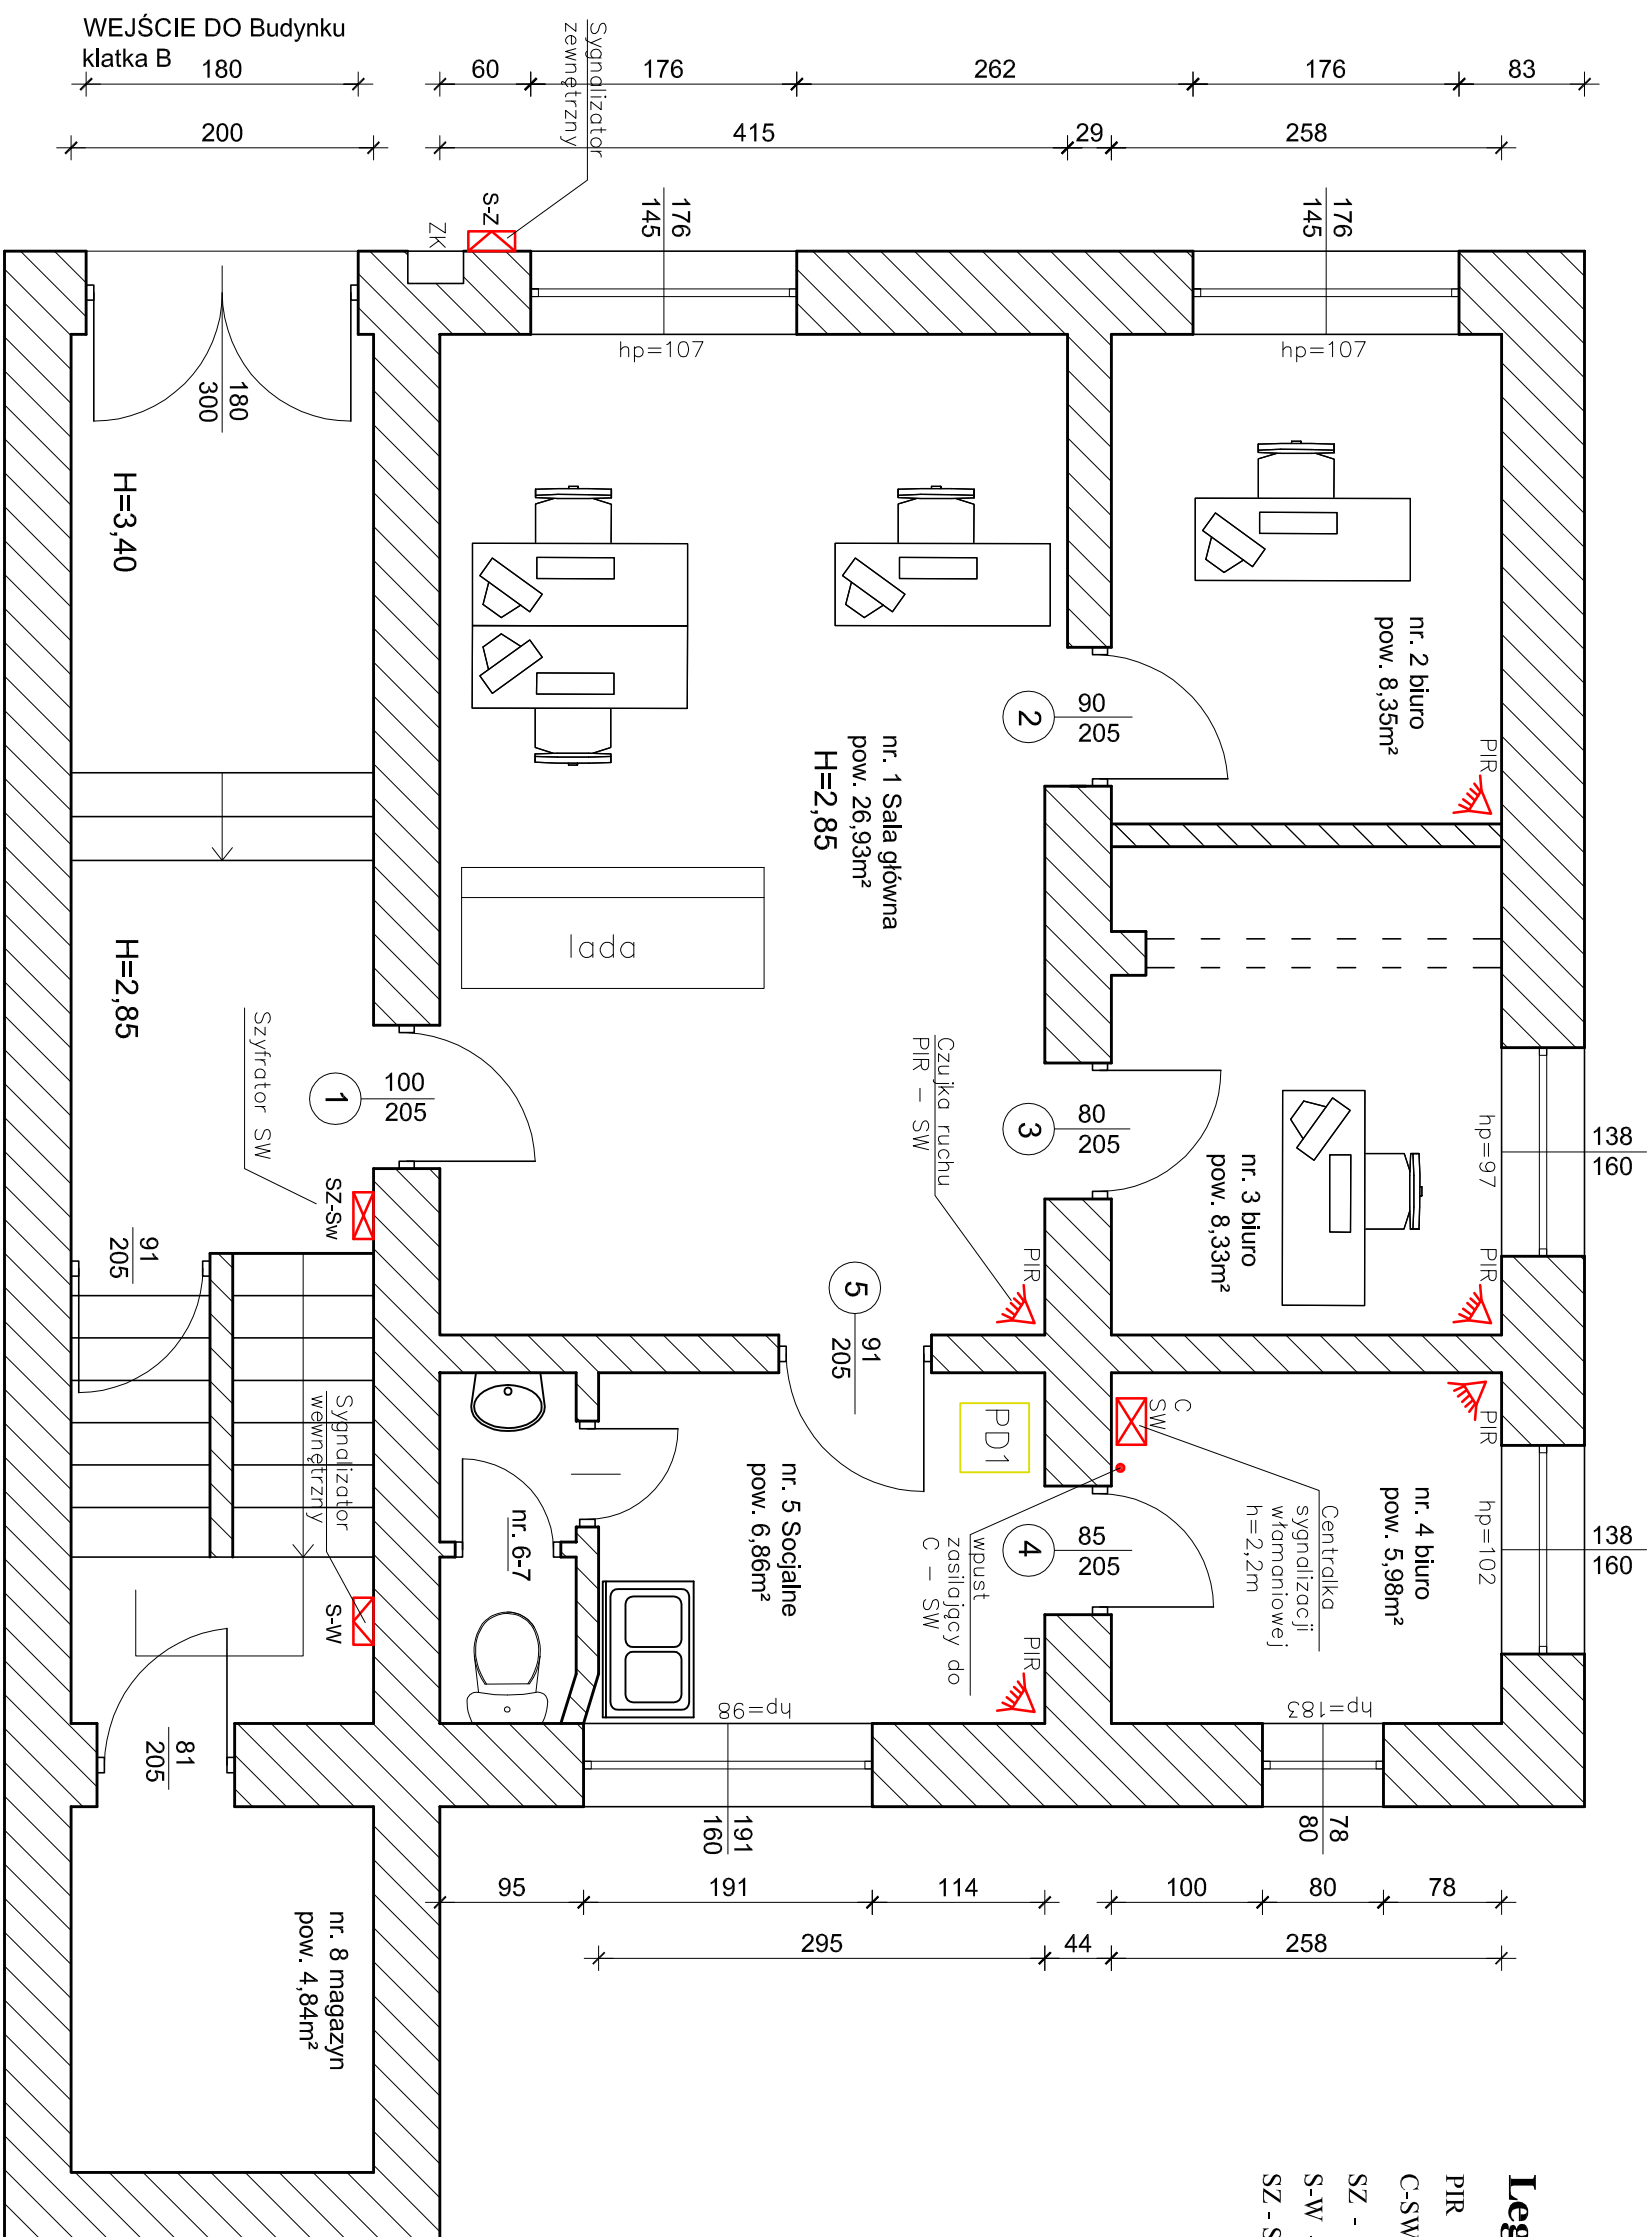 WEJŚCIE DO Budynku
klatka B
180
60
176
262
176
83
200
415
29
258
Sygnalizator
zewnętrzny
s-z
ZK
176
145
176
145
hp=107
hp=107
180
300
H=3,40
nr. 2 biuro
pow. 8,35m²
PIR
2
90
205
nr. 1 Sala główna
pow. 26,93m²
H=2,85
lada
H=2,85
Szyfrator SW
sz-sw
1
100
205
Czujka ruchu
PIR – SW
PIR
3
80
205
nr. 3 biuro
pow. 8,33m²
hp=97
PIR
138
160
91
205
5
91
205
PD1
C
SW
PIR
hp=102
138
160
nr. 4 biuro
pow. 5,98m²
Centralka
sygnalizacji
włamaniowej
h=2,2m
4
85
205
wpust
zasilający do
C – SW
PIR
nr. 5 Socjalne
pow. 6,86m²
nr. 6-7
Sygnalizator
wewnętrzny
s-w
hp=98
hp=183
81
205
191
160
78
80
95
191
114
100
80
78
295
44
258
nr. 8 magazyn
pow. 4,84m²
Leg
PIR
C-SW
SZ -
S-W -
SZ - S